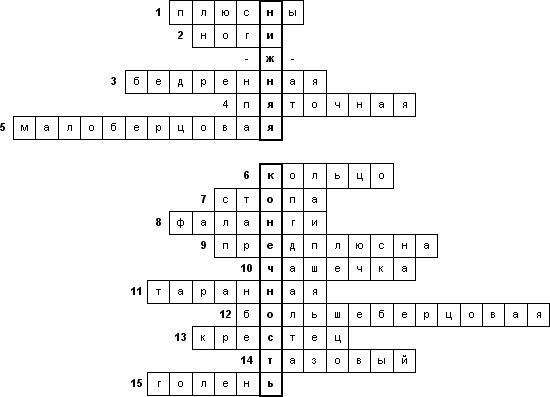 1 плюсны
2 ноги
- ж -
3 бедренная
4 пяточная
5 малоберцовая
6 кольцо
7 стопа
8 фаланги
9 предплюсна
10 чашечка
11 таранная
12 большеберцовая
13 крестец
14 тазовый
15 голень